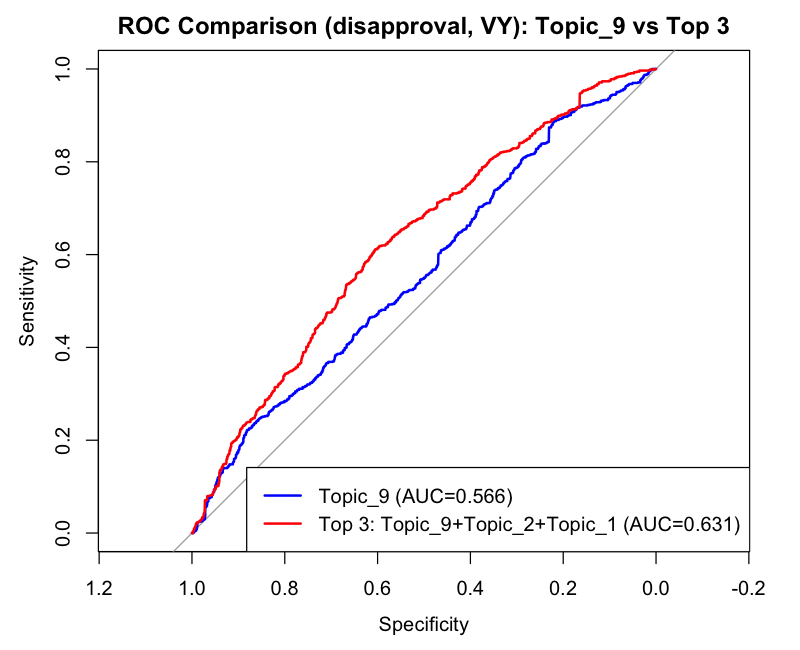 ROC Comparison (disapproval, VY): Topic_9 vs Top 3
Sensitivity
1.0
0.8
0.6
0.4
0.2
0.0
Topic_9 (AUC=0.566)
Top 3: Topic_9+Topic_2+Topic_1 (AUC=0.631)
1.2 1.0 0.8 0.6 0.4 0.2 0.0 -0.2
Specificity